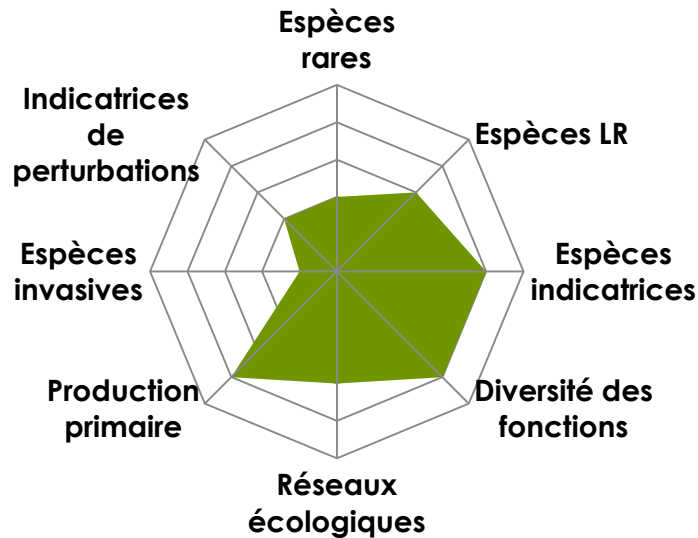 Espèces
rares
Espèces LR
Espèces
indicatrices
Diversité des
fonctions
Réseaux
écologiques
Production
primaire
Espèces
invasives
Indicatrices
de
perturbations